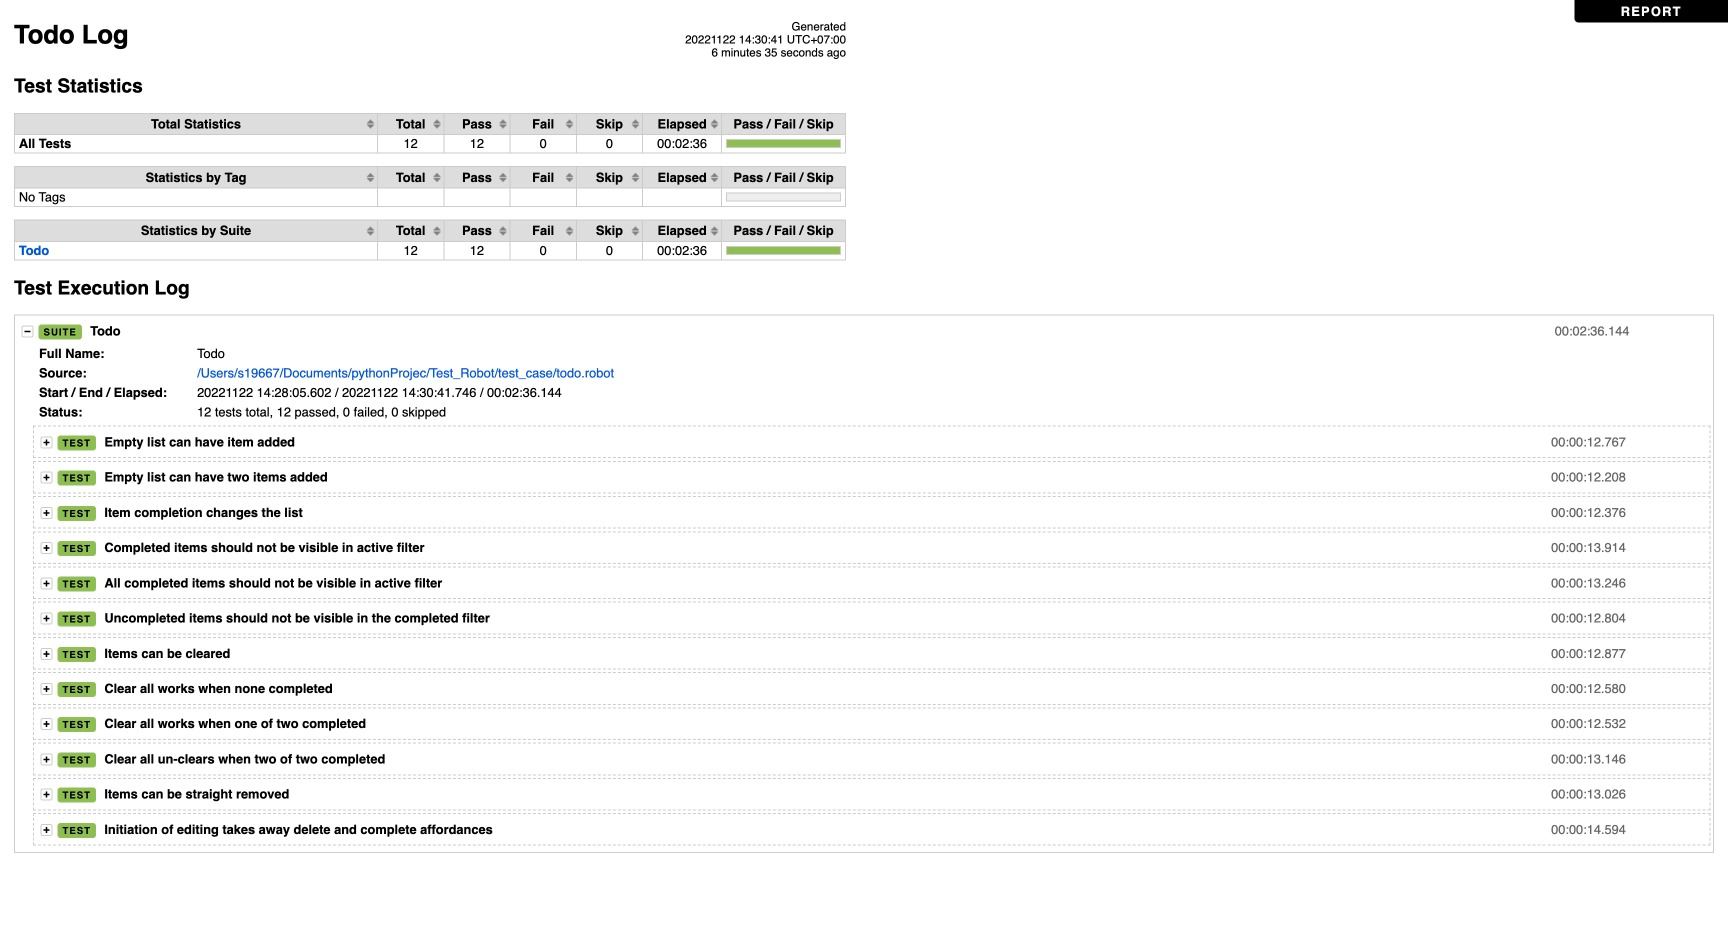 REPORT
Todo Log
Generated
20221122 14:30:41 UTC+07:00
6 minutes 35 seconds ago
Test Statistics
Total Statistics Total Pass Fail Skip Elapsed Pass / Fail / Skip
All Tests 12 12 0 0 00:02:36
Statistics by Tag Total Pass Fail Skip Elapsed Pass / Fail / Skip
No Tags
Statistics by Suite Total Pass Fail Skip Elapsed Pass / Fail / Skip
Todo 12 12 0 0 00:02:36
Test Execution Log
− SUITE Todo 00:02:36.144
Full Name: Todo
Source: /Users/s19667/Documents/pythonProjec/Test_Robot/test_case/todo.robot
Start / End / Elapsed: 20221122 14:28:05.602 / 20221122 14:30:41.746 / 00:02:36.144
Status: 12 tests total, 12 passed, 0 failed, 0 skipped
+ TEST Empty list can have item added 00:00:12.767
+ TEST Empty list can have two items added 00:00:12.208
+ TEST Item completion changes the list 00:00:12.376
+ TEST Completed items should not be visible in active filter 00:00:13.914
+ TEST All completed items should not be visible in active filter 00:00:13.246
+ TEST Uncompleted items should not be visible in the completed filter 00:00:12.804
+ TEST Items can be cleared 00:00:12.877
+ TEST Clear all works when none completed 00:00:12.580
+ TEST Clear all works when one of two completed 00:00:12.532
+ TEST Clear all un-clears when two of two completed 00:00:13.146
+ TEST Items can be straight removed 00:00:13.026
+ TEST Initiation of editing takes away delete and complete affordances 00:00:14.594